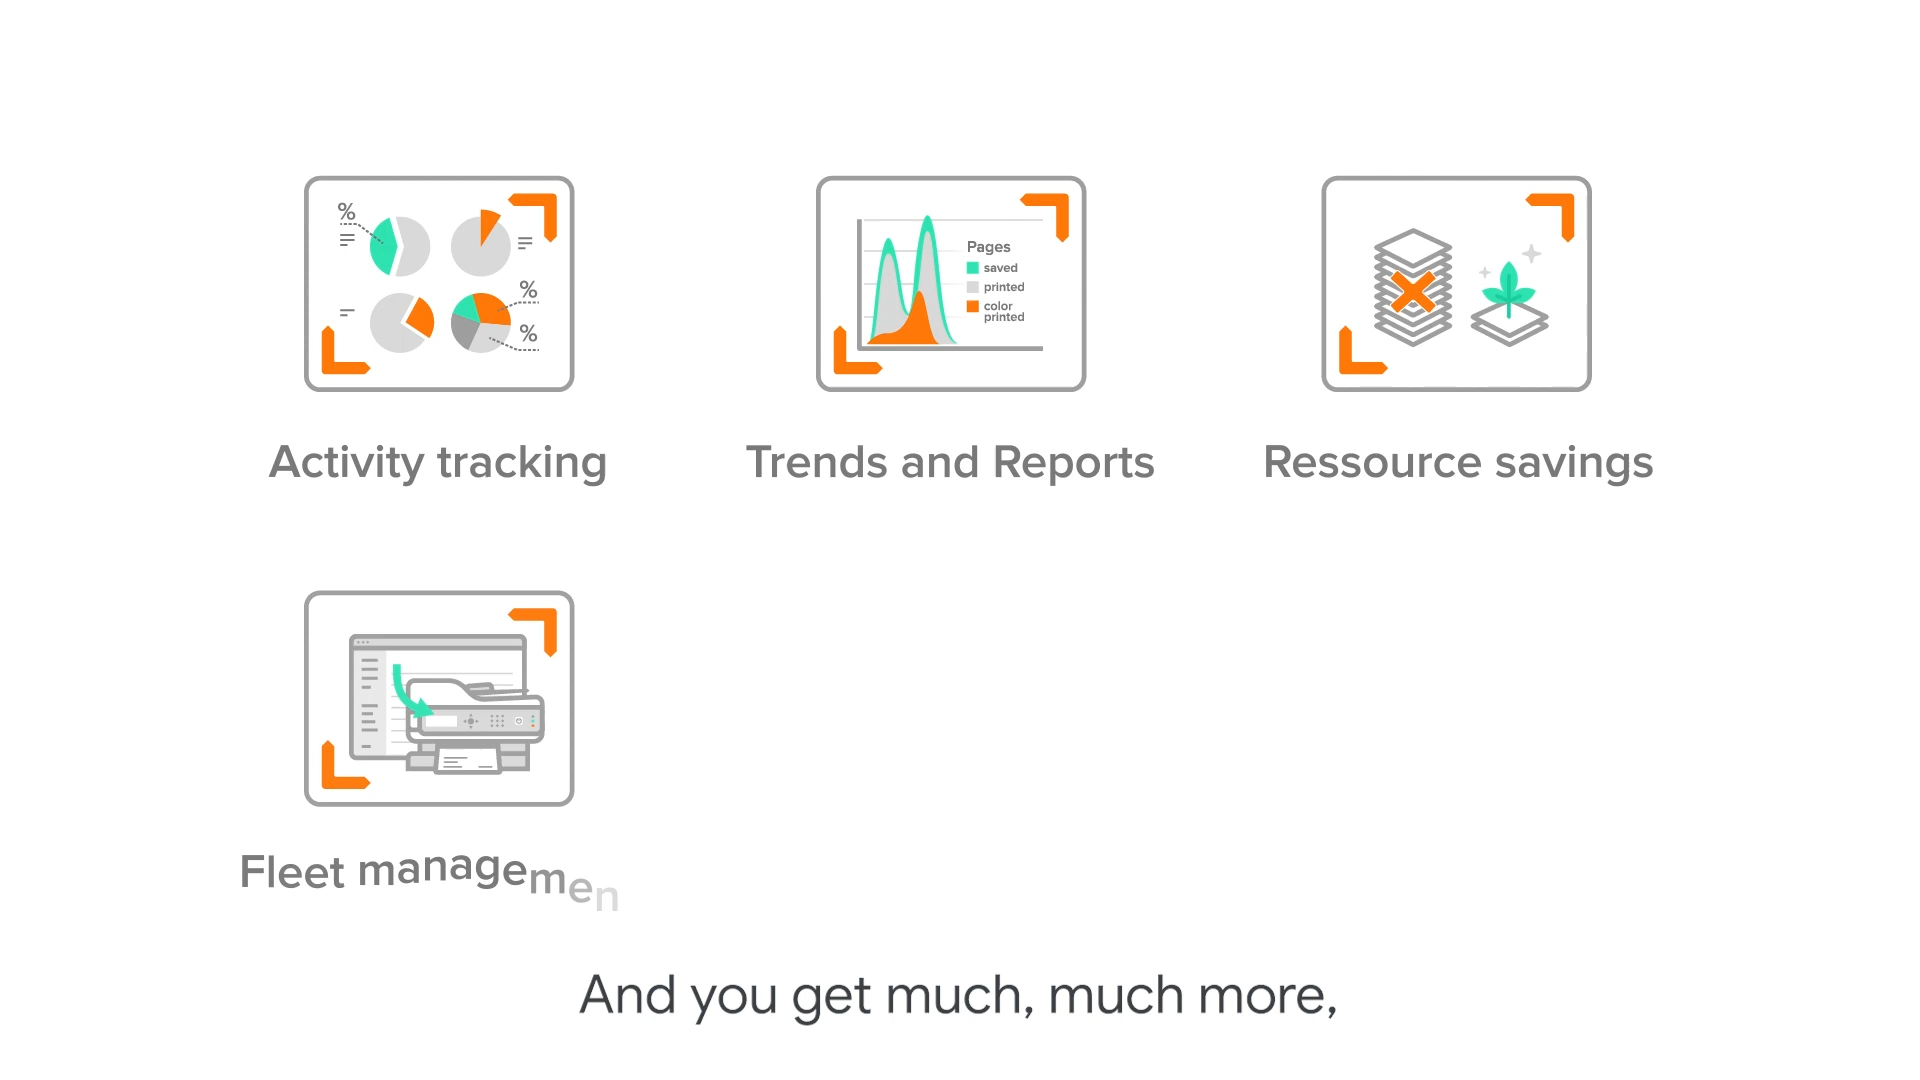 %
%
%
Pages
saved
printed
color
printed
Activity tracking
Trends and Reports
Ressource savings
Fleet managemen
And you get much, much more,